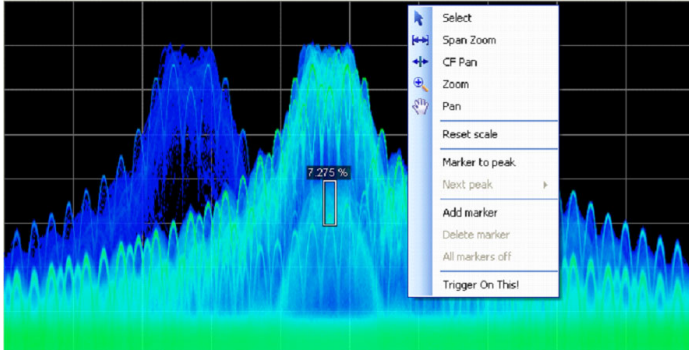 Select
Span Zoom
CF Pan
Zoom
Pan
Reset scale
Marker to peak
Next peak
7.275 %
Add marker
Delete marker
All markers off
Trigger On This!